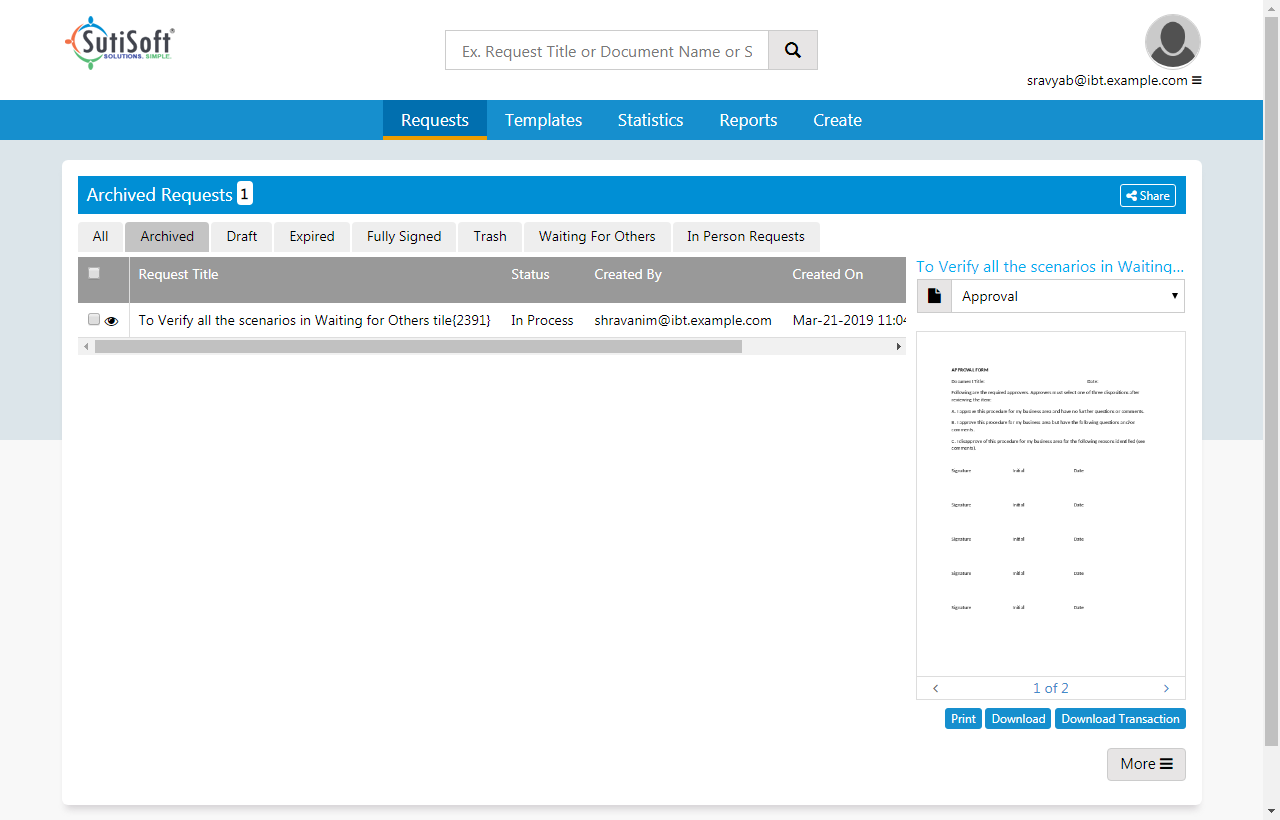 SutiSoft®
SOLUTIONS. SIMPLE.
Ex. Request Title or Document Name or S
sravyab@ibt.example.com
Requests Templates Statistics Reports Create
Archived Requests 1
Share
All Archived Draft Expired Fully Signed Trash Waiting For Others In Person Requests
Request Title Status Created By Created On
To Verify all the scenarios in Waiting for Others tile{2391} In Process shravanim@ibt.example.com Mar-21-2019 11:04
To Verify all the scenarios in Waiting...
Approval
APPROVAL FORM
Document Title: Date:
Following are the required approvers. Approvers must select one of three dispositions after
reviewing the item:
A. I approve this procedure for my business area and have no further questions or comments.
B. I approve this procedure for my business area but have the following questions and/or
comments.
C. I disapprove of this procedure for my business area for the following reasons identified (see
comments).
Signature Initial Date
Signature Initial Date
Signature Initial Date
Signature Initial Date
Signature Initial Date
1 of 2
Print Download Download Transaction
More